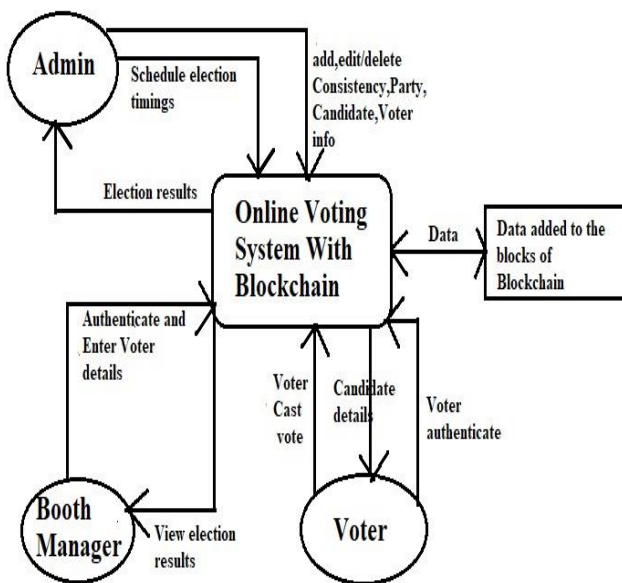 Admin
Schedule election
timings
add,edit/delete
Consistency,Party,
Candidate,Voter
info
Election results
Online Voting
System With
Blockchain
Data
Data added to the
blocks of
Blockchain
Authenticate and
Enter Voter
details
Voter
Cast
vote
Candidate
details
Voter
authenticate
Booth
Manager
View election
results
Voter